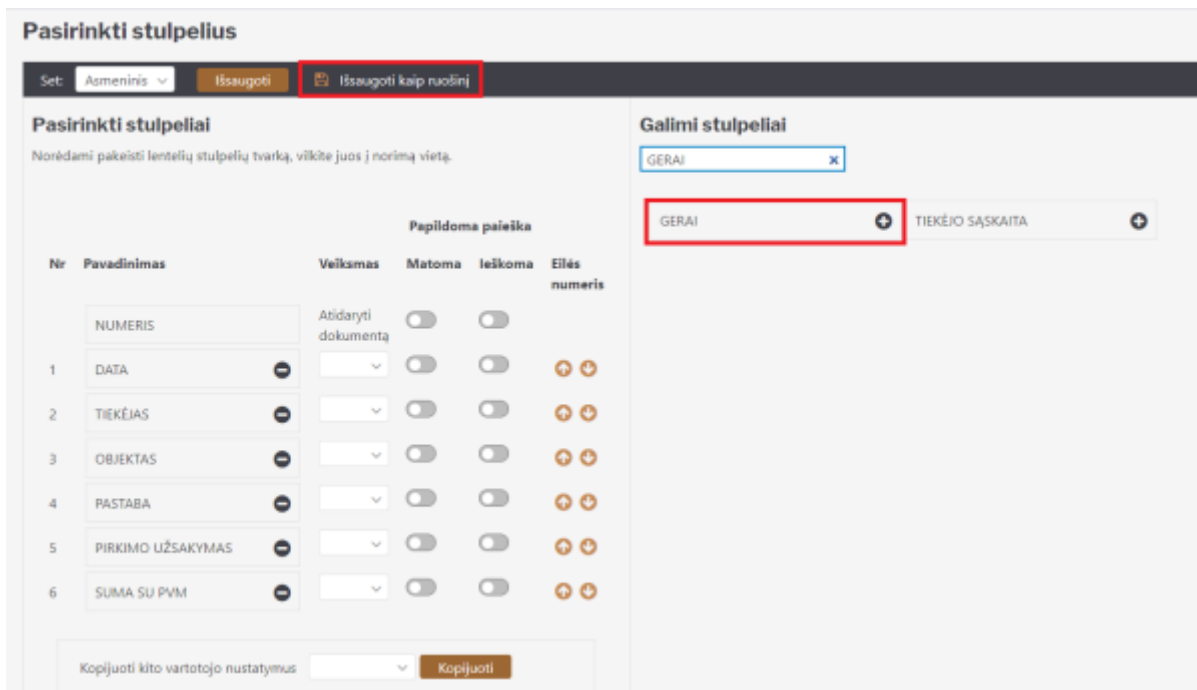 Pasirinkti stulpelius
Set: Asmeninis Išsaugoti Išsaugoti kaip ruošinį
Pasirinkti stulpeliai
Norėdami pakeisti lentelių stulpelių tvarką, vilkite juos į norimą vietą.
Papildoma paieška
Nr Pavadinimas Veiksmas Matoma Ieškoma Eilės numeris
NUMERIS Atidaryti dokumentą
1 DATA
2 TIEKĖJAS
3 OBJEKTAS
4 PASTABA
5 PIRKIMO UŽSAKYMAS
6 SUMA SU PVM
Kopijuoti kito vartotojo nustatymus Kopijuoti
Galimi stulpeliai
GERAI
GERAI TIEKĖJO SĄSKAITA